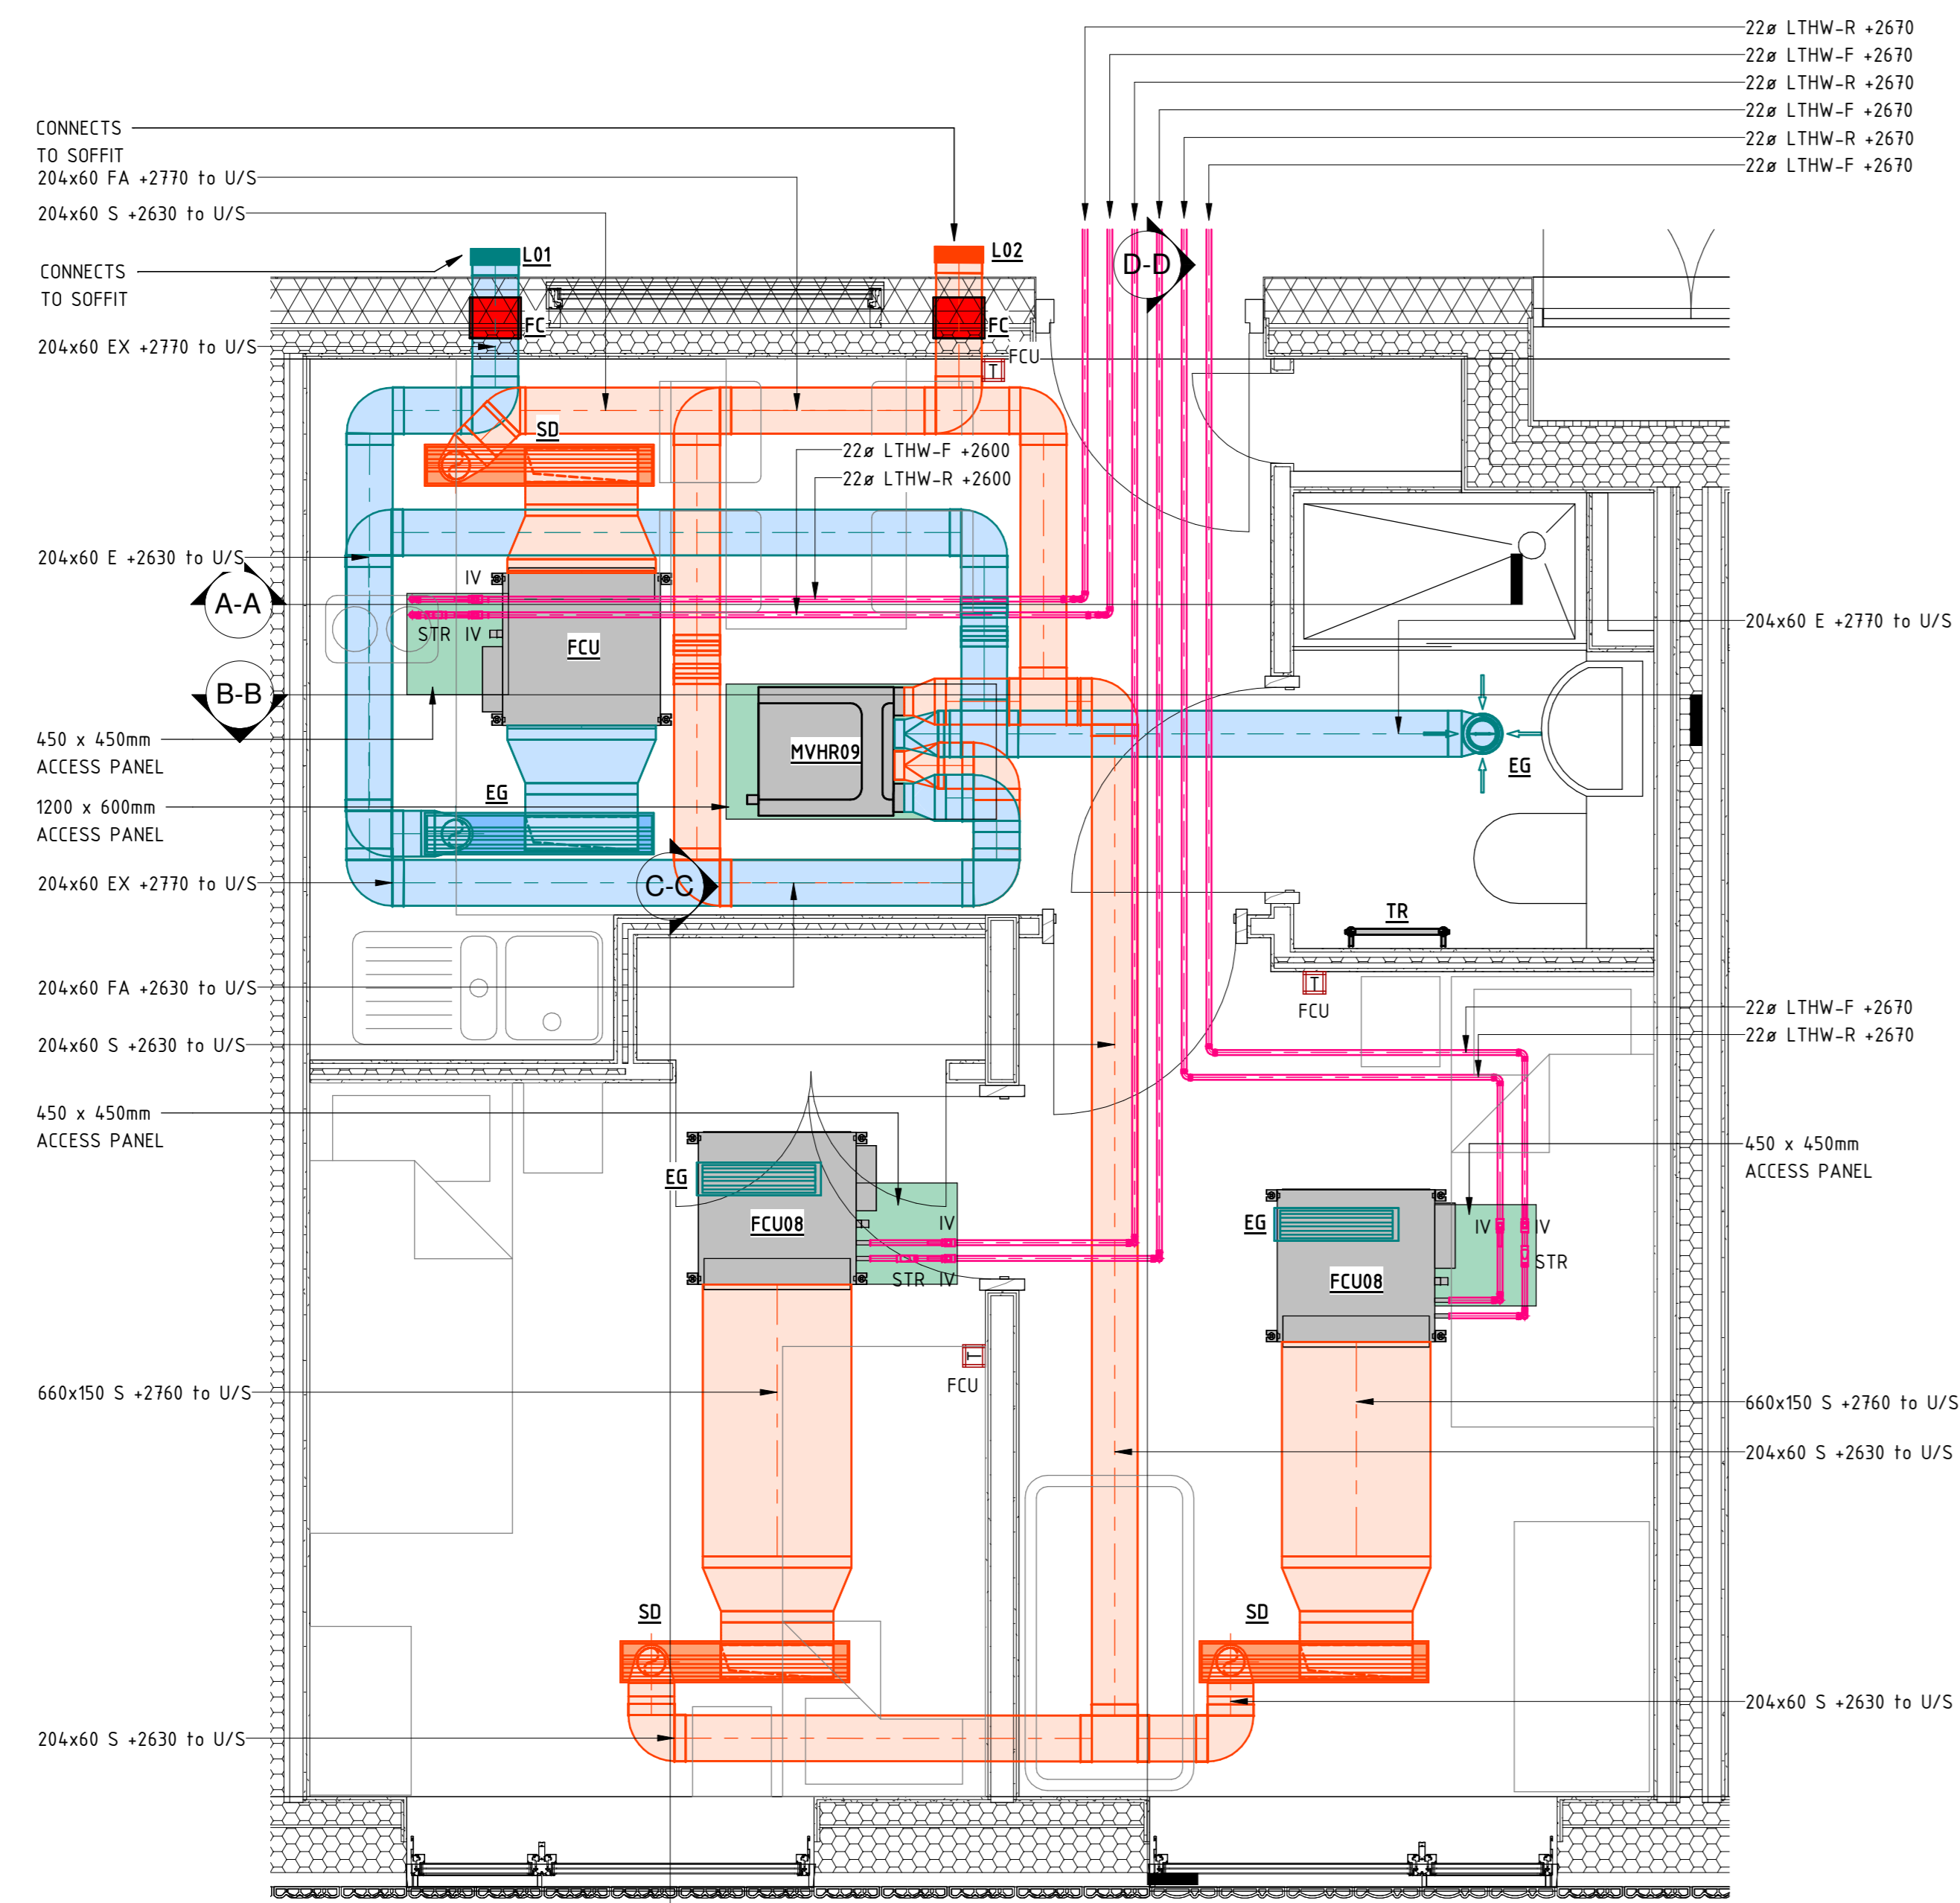 22ø LTHW-R +2670
22ø LTHW-F +2670
22ø LTHW-R +2670
22ø LTHW-F +2670
22ø LTHW-R +2670
22ø LTHW-F +2670
CONNECTS
TO SOFFIT
204x60 FA +2770 to U/S
204x60 S +2630 to U/S
L01
L02
D-D
CONNECTS
TO SOFFIT
FC
FC
204x60 EX +2770 to U/S
FCU
T
SD
22ø LTHW-F +2600
22ø LTHW-R +2600
204x60 E +2630 to U/S
IV
A-A
STR IV
FCU
204x60 E +2770 to U/S
B-B
450 x 450mm
ACCESS PANEL
MVHR09
EG
EG
1200 x 600mm
ACCESS PANEL
204x60 EX +2770 to U/S
C-C
TR
204x60 FA +2630 to U/S
T
FCU
22ø LTHW-F +2670
22ø LTHW-R +2670
204x60 S +2630 to U/S
450 x 450mm
ACCESS PANEL
450 x 450mm
ACCESS PANEL
EG
FCU08
IV
STR IV
EG
IV
IV
STR
FCU08
T
FCU
660x150 S +2760 to U/S
660x150 S +2760 to U/S
204x60 S +2630 to U/S
SD
SD
204x60 S +2630 to U/S
204x60 S +2630 to U/S